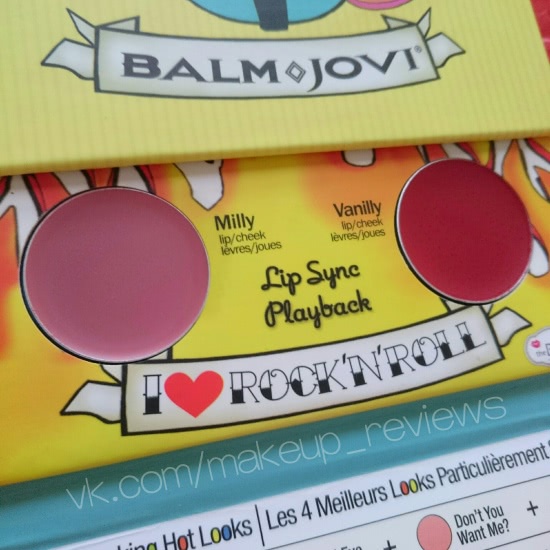 BALM JOVI®
Milly
lip/cheek
lèvres/joues
Vanilly
lip/cheek
lèvres/joues
Lip Sync
Playback
I ROCK'N'ROLL
the
vk.com/makeup_reviews
Hot Looks | Les 4 Meilleurs Looks Particulièrement
Don't You
Want Me?
+
+